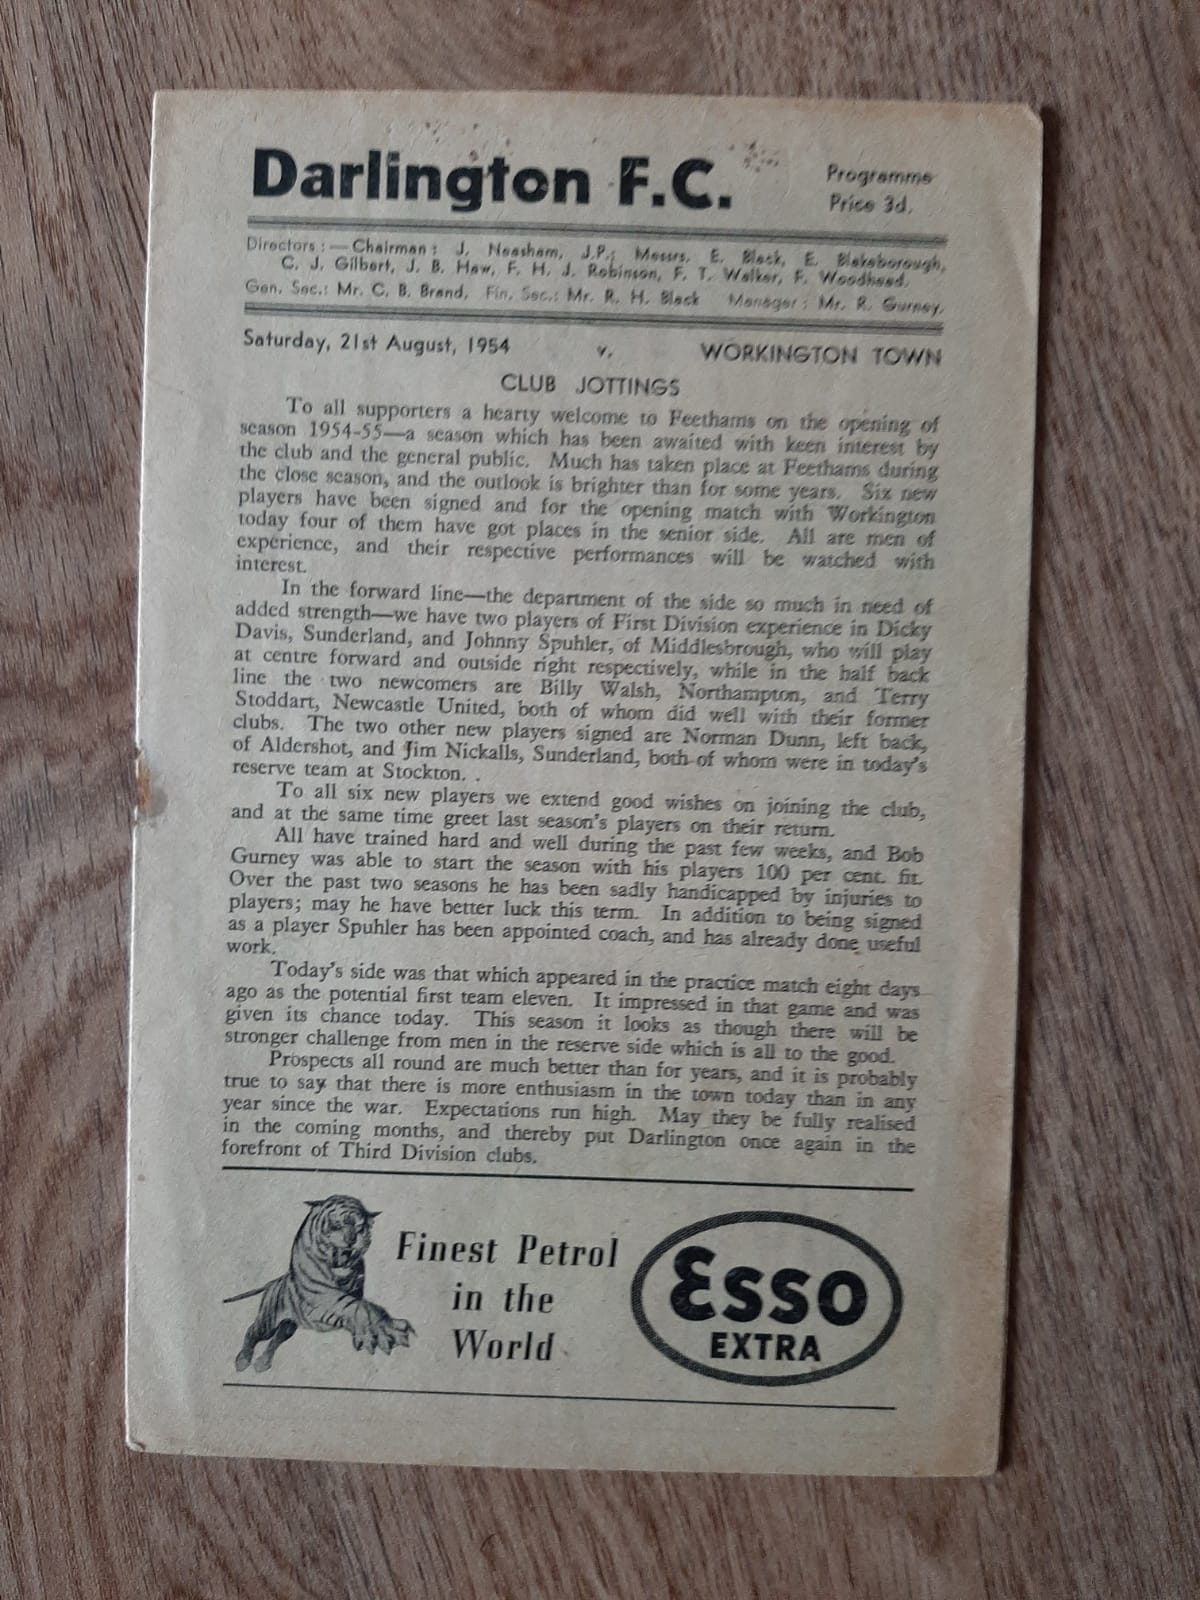 Darlington F.C.
Programme
Price 3d.
Directors :— Chairman : J. Neasham, J.P.; Messrs. E. Black, E. Blakeborough,
C. J. Gilbert, J. B. Haw, F. H. J. Robinson, F. T. Walker, F. Woodhead.
Gen. Sec.: Mr. C. B. Brand, Fin. Sec.: Mr. R. H. Black Manager : Mr. R. Gurney.
Saturday, 21st August, 1954 v. WORKINGTON TOWN
CLUB JOTTINGS
To all supporters a hearty welcome to Feethams on the opening of
season 1954-55—a season which has been awaited with keen interest by
the club and the general public. Much has taken place at Feethams during
the close season, and the outlook is brighter than for some years. Six new
players have been signed and for the opening match with Workington
today four of them have got places in the senior side. All are men of
experience, and their respective performances will be watched with
interest.
In the forward line—the department of the side so much in need of
added strength—we have two players of First Division experience in Dicky
Davis, Sunderland, and Johnny Spuhler, of Middlesbrough, who will play
at centre forward and outside right respectively, while in the half back
line the two newcomers are Billy Walsh, Northampton, and Terry
Stoddart, Newcastle United, both of whom did well with their former
clubs. The two other new players signed are Norman Dunn, left back,
of Aldershot, and Jim Nickalls, Sunderland, both of whom were in today's
reserve team at Stockton. .
To all six new players we extend good wishes on joining the club,
and at the same time greet last season's players on their return.
All have trained hard and well during the past few weeks, and Bob
Gurney was able to start the season with his players 100 per cent. fit.
Over the past two seasons he has been sadly handicapped by injuries to
players; may he have better luck this term. In addition to being signed
as a player Spuhler has been appointed coach, and has already done useful
work.
Today's side was that which appeared in the practice match eight days
ago as the potential first team eleven. It impressed in that game and was
given its chance today. This season it looks as though there will be
stronger challenge from men in the reserve side which is all to the good.
Prospects all round are much better than for years, and it is probably
true to say that there is more enthusiasm in the town today than in any
year since the war. Expectations run high. May they be fully realised
in the coming months, and thereby put Darlington once again in the
forefront of Third Division clubs.
Finest Petrol
in the
World
Esso
EXTRA